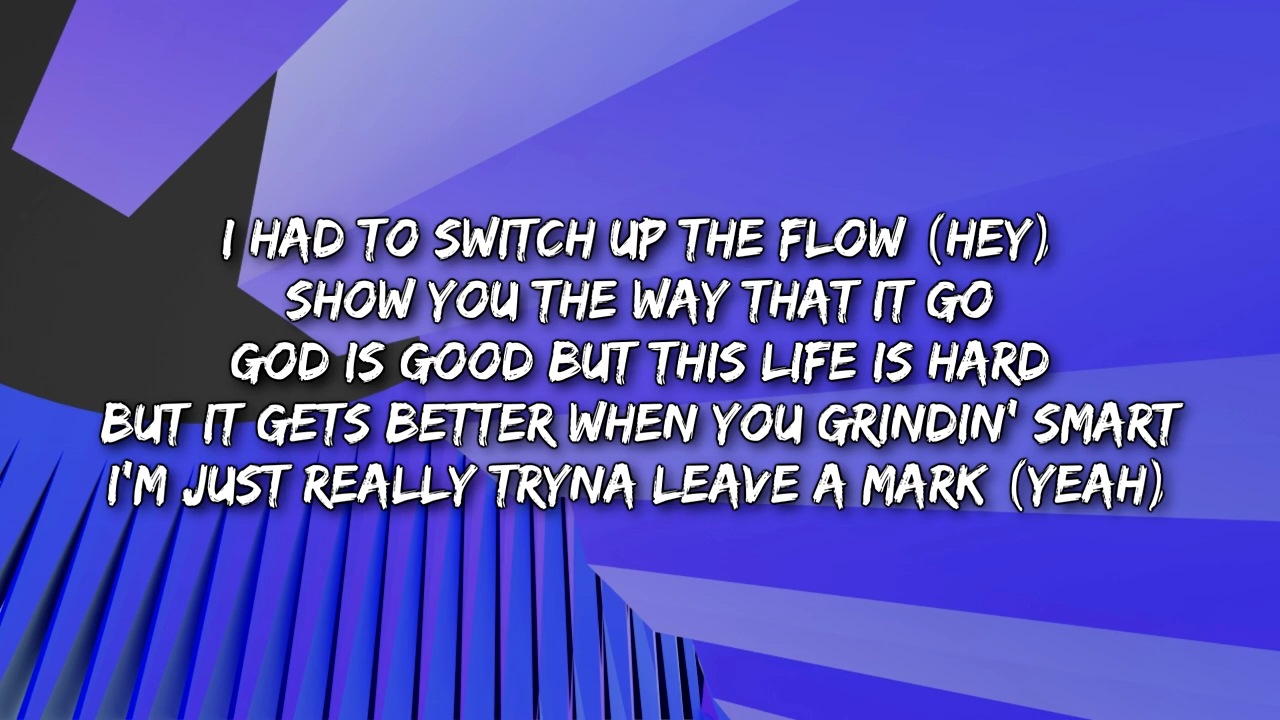 I HAD TO SWITCH UP THE FLOW (HEY)
SHOW YOU THE WAY THAT IT GO
GOD IS GOOD BUT THIS LIFE IS HARD
BUT IT GETS BETTER WHEN YOU GRINDIN' SMART
I'M JUST REALLY TRYNA LEAVE A MARK (YEAH)